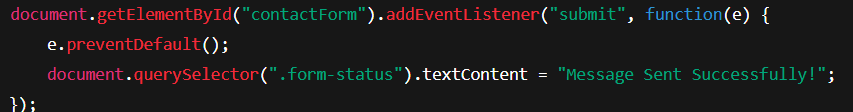 document.getElementById("contactForm").addEventListener("submit", function(e) {
    e.preventDefault();
    document.querySelector(".form-status").textContent = "Message Sent Successfully!";
});